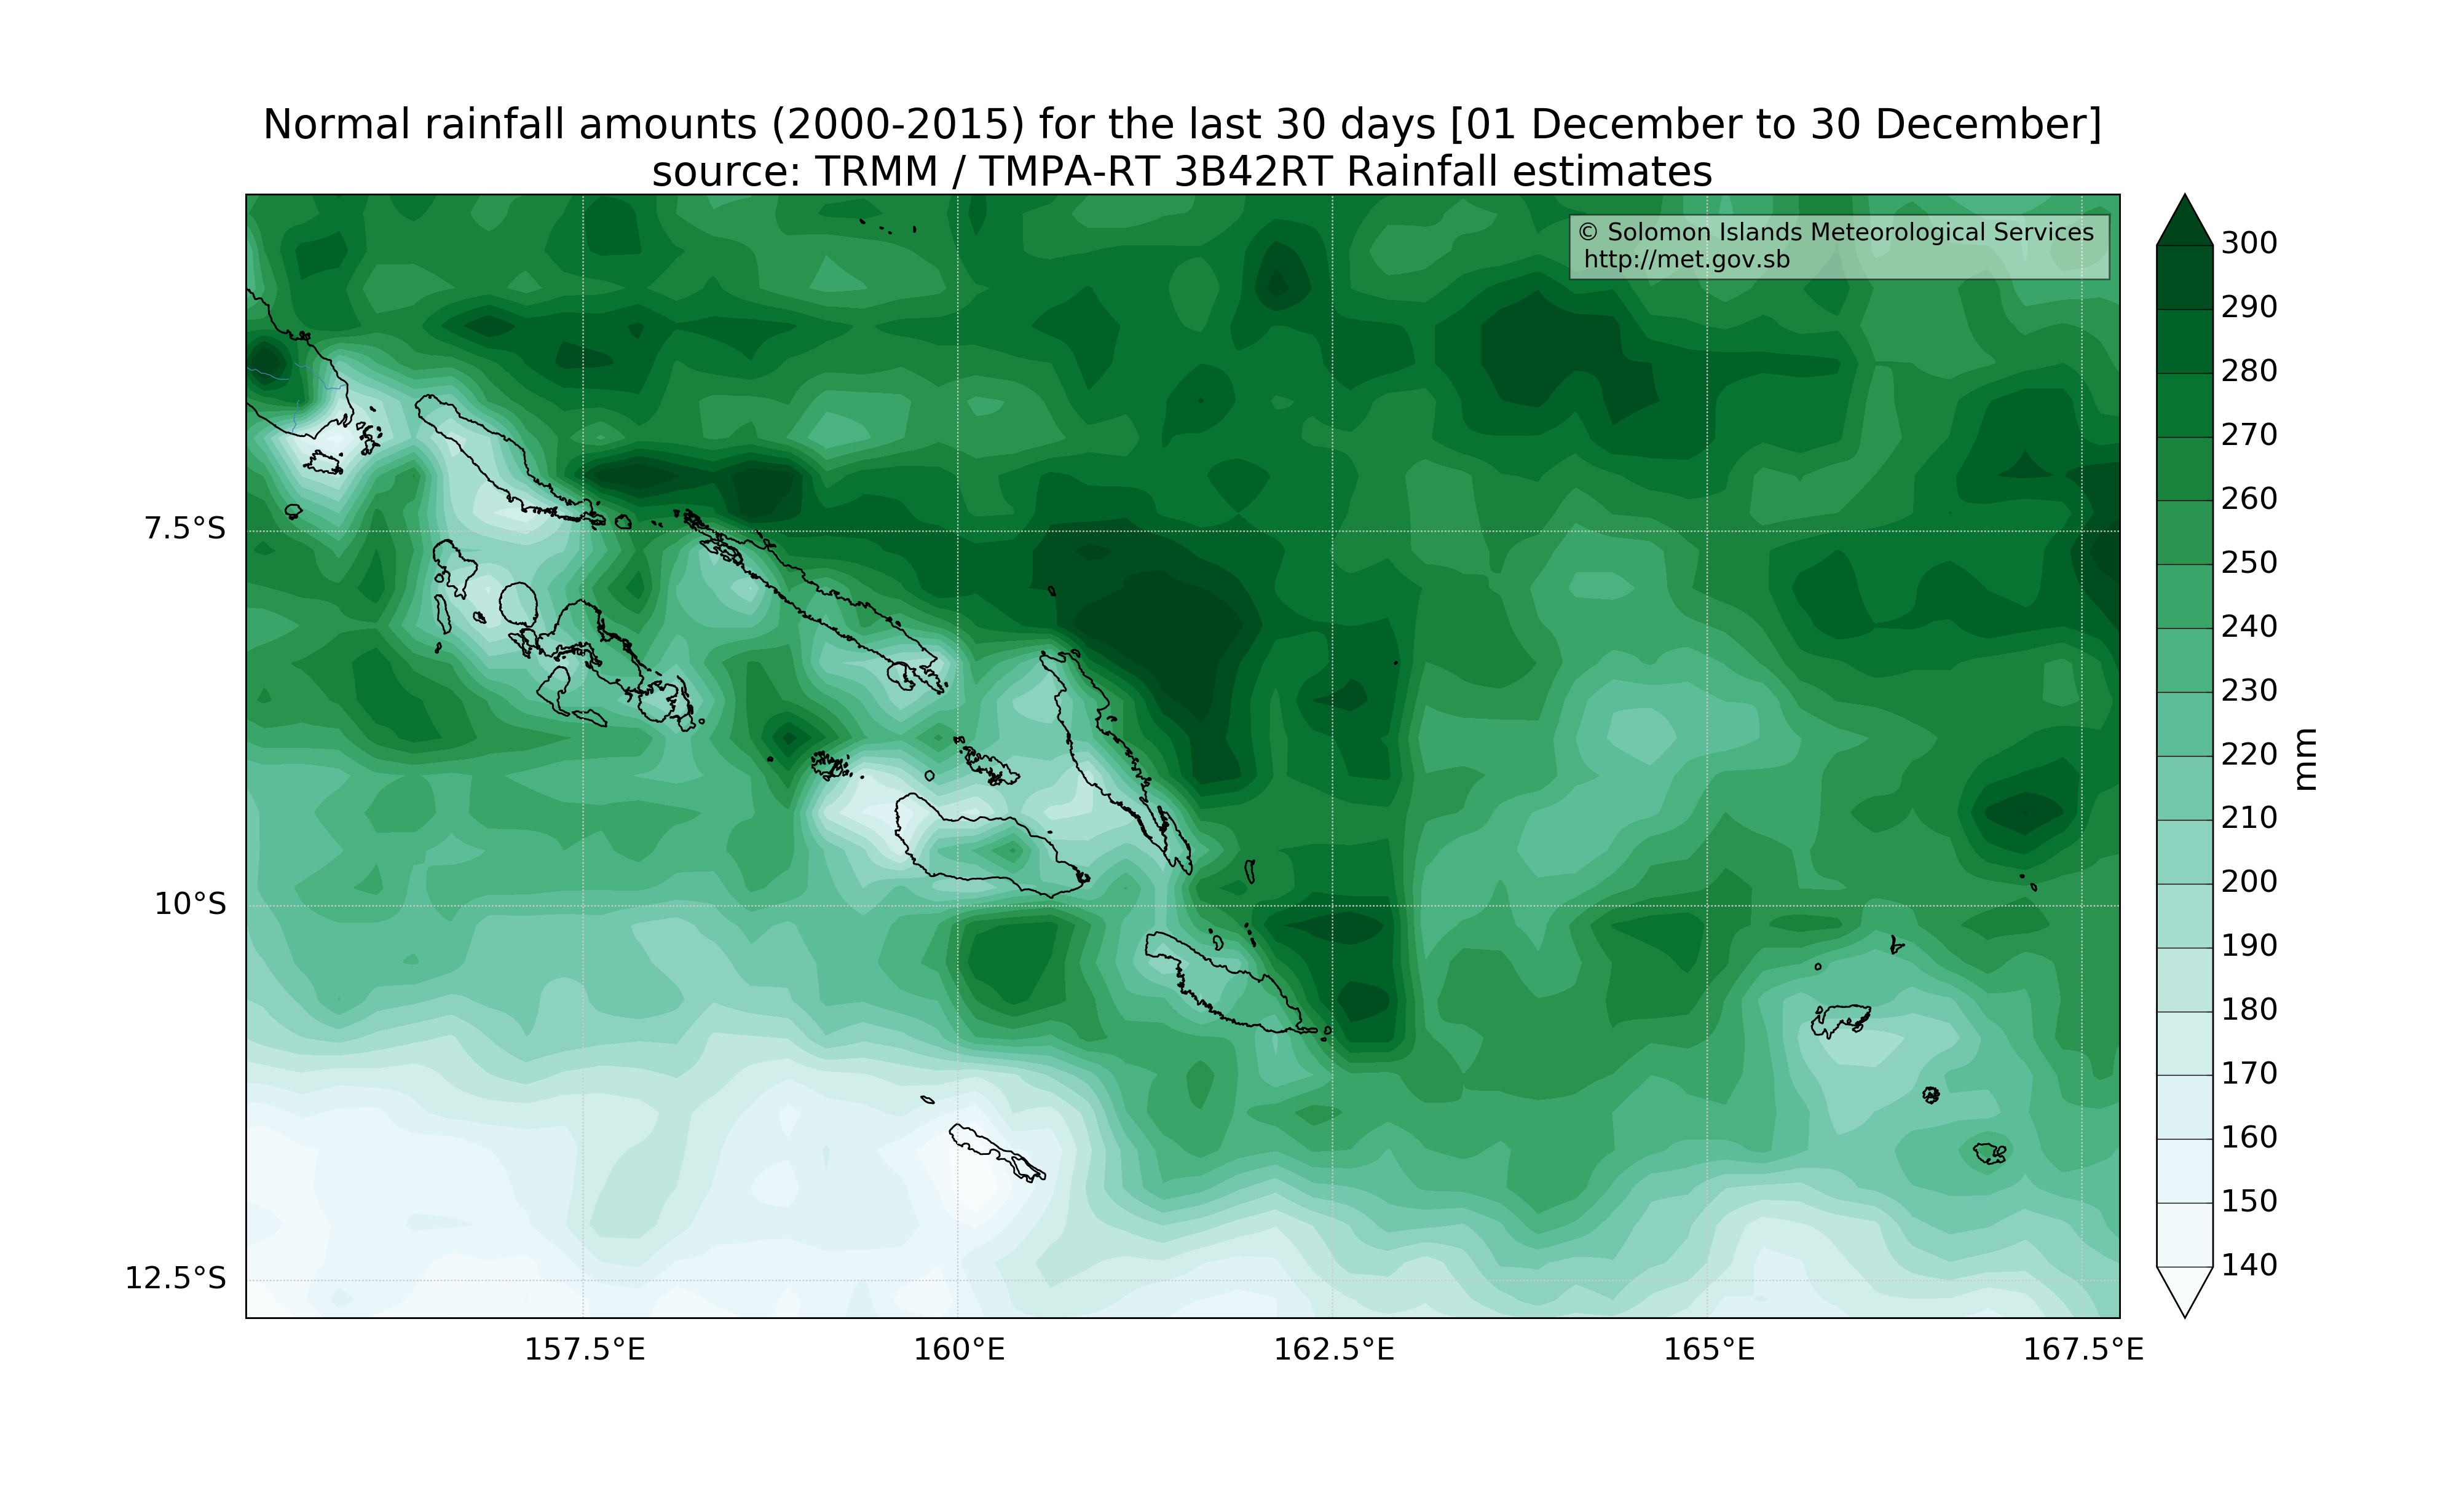 Normal rainfall amounts (2000-2015) for the last 30 days [01 December to 30 December]
source: TRMM / TMPA-RT 3B42RT Rainfall estimates
© Solomon Islands Meteorological Services
http://met.gov.sb
7.5°S
10°S
12.5°S
157.5°E
160°E
162.5°E
165°E
167.5°E
300
290
280
270
260
250
240
230
220
210
200
190
180
170
160
150
140
mm